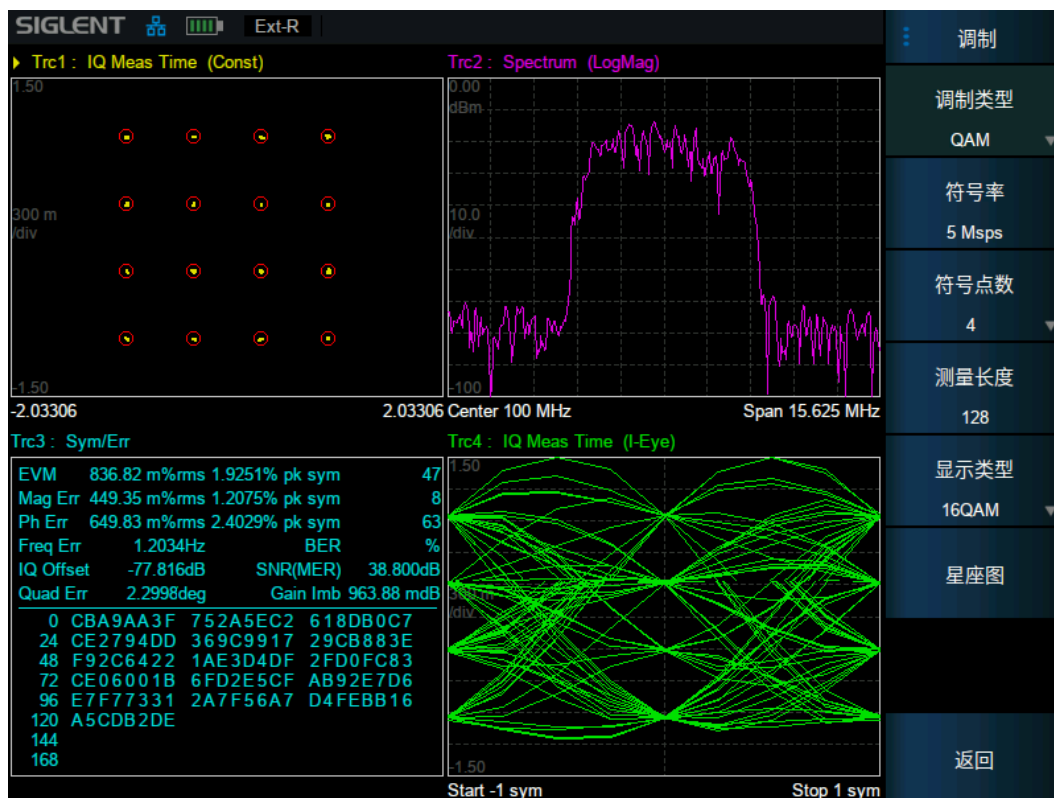 SIGLENT Ext-R
Trc1 : IQ Meas Time (Const)
1.50
300 m
/div
-1.50
-2.03306 2.03306
Trc2 : Spectrum (LogMag)
0.00
dBm
10.0
/div
-100
Center 100 MHz Span 15.625 MHz
Trc3 : Sym/Err
EVM 836.82 m%rms 1.9251% pk sym 47
Mag Err 449.35 m%rms 1.2075% pk sym 8
Ph Err 649.83 m%rms 2.4029% pk sym 63
Freq Err 1.2034Hz BER %
IQ Offset -77.816dB SNR(MER) 38.800dB
Quad Err 2.2998deg Gain Imb 963.88 mdB
0 CBA9AA3F 752A5EC2 618DB0C7
24 CE2794DD 369C9917 29CB883E
48 F92C6422 1AE3D4DF 2FD0FC83
72 CE06001B 6FD2E5CF AB92E7D6
96 E7F77331 2A7F56A7 D4FEBB16
120 A5CDB2DE
144
168
Trc4 : IQ Meas Time (I-Eye)
1.50
/div
-1.50
Start -1 sym Stop 1 sym
调制
调制类型
QAM
符号率
5 Msps
符号点数
4
测量长度
128
显示类型
16QAM
星座图
返回